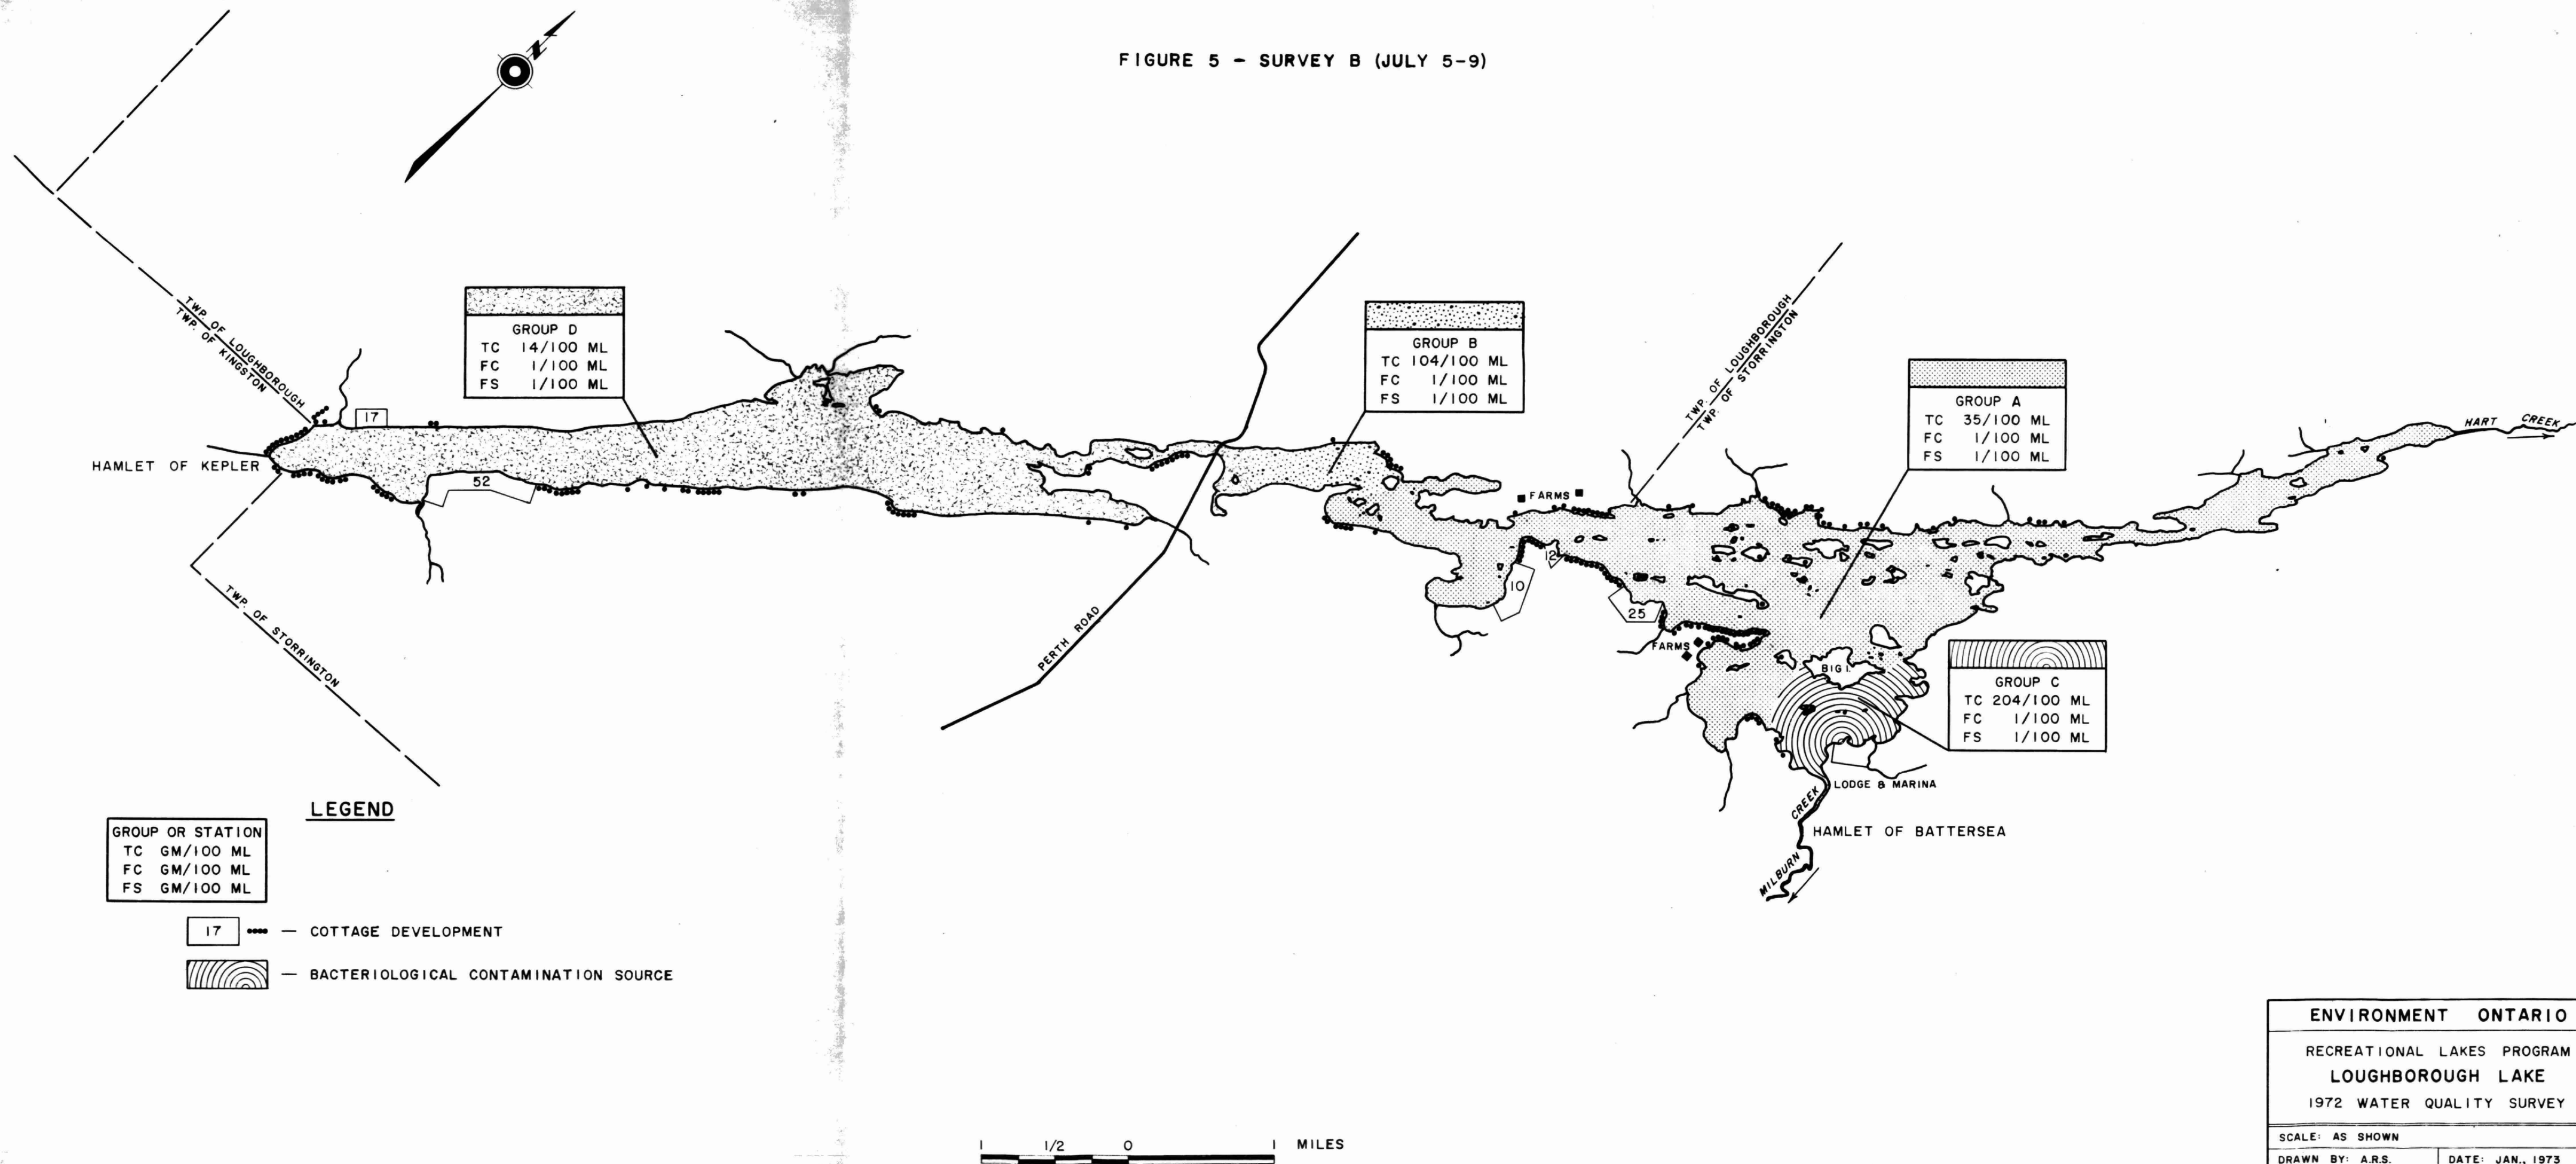 FIGURE 5 - SURVEY B (JULY 5-9)
N
TWP. OF LOUGHBOROUGH
TWP. OF KINGSTON
GROUP D
TC 14/100 ML
FC 1/100 ML
FS 1/100 ML
GROUP B
TC 104/100 ML
FC 1/100 ML
FS 1/100 ML
TWP. OF LOUGHBOROUGH
TWP. OF STORRINGTON
GROUP A
TC 35/100 ML
FC 1/100 ML
FS 1/100 ML
HART CREEK
17
HAMLET OF KEPLER
52
FARMS
12
10
25
FARMS
BIG I.
PERTH ROAD
TWP. OF STORRINGTON
GROUP C
TC 204/100 ML
FC 1/100 ML
FS 1/100 ML
LODGE & MARINA
HAMLET OF BATTERSEA
MILBURN CREEK
LEGEND
GROUP OR STATION
TC GM/100 ML
FC GM/100 ML
FS GM/100 ML
17 — COTTAGE DEVELOPMENT
— BACTERIOLOGICAL CONTAMINATION SOURCE
1 1/2 0 1 MILES
ENVIRONMENT ONTARIO
RECREATIONAL LAKES PROGRAM
LOUGHBOROUGH LAKE
1972 WATER QUALITY SURVEY
SCALE: AS SHOWN
DRAWN BY: A.R.S. DATE: JAN., 1973